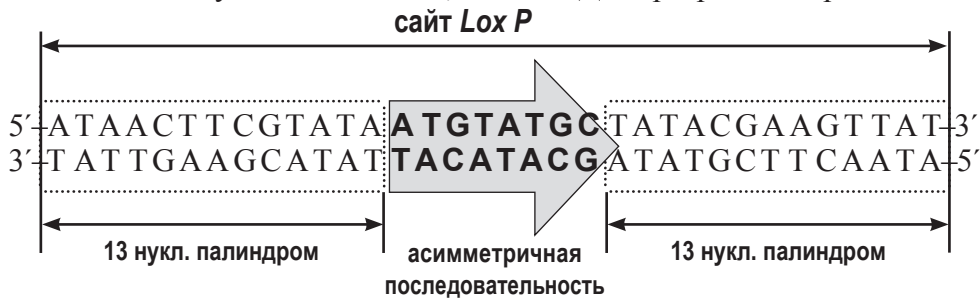 сайт Lox P
5´ ATAACTTCGTATA ATGTATGC TATACGAAGTTAT 3´
3´ TATTGAAGCATAT TACATACG ATATGCTTCAATA 5´
13 нукл. палиндром асимметричная последовательность 13 нукл. палиндром